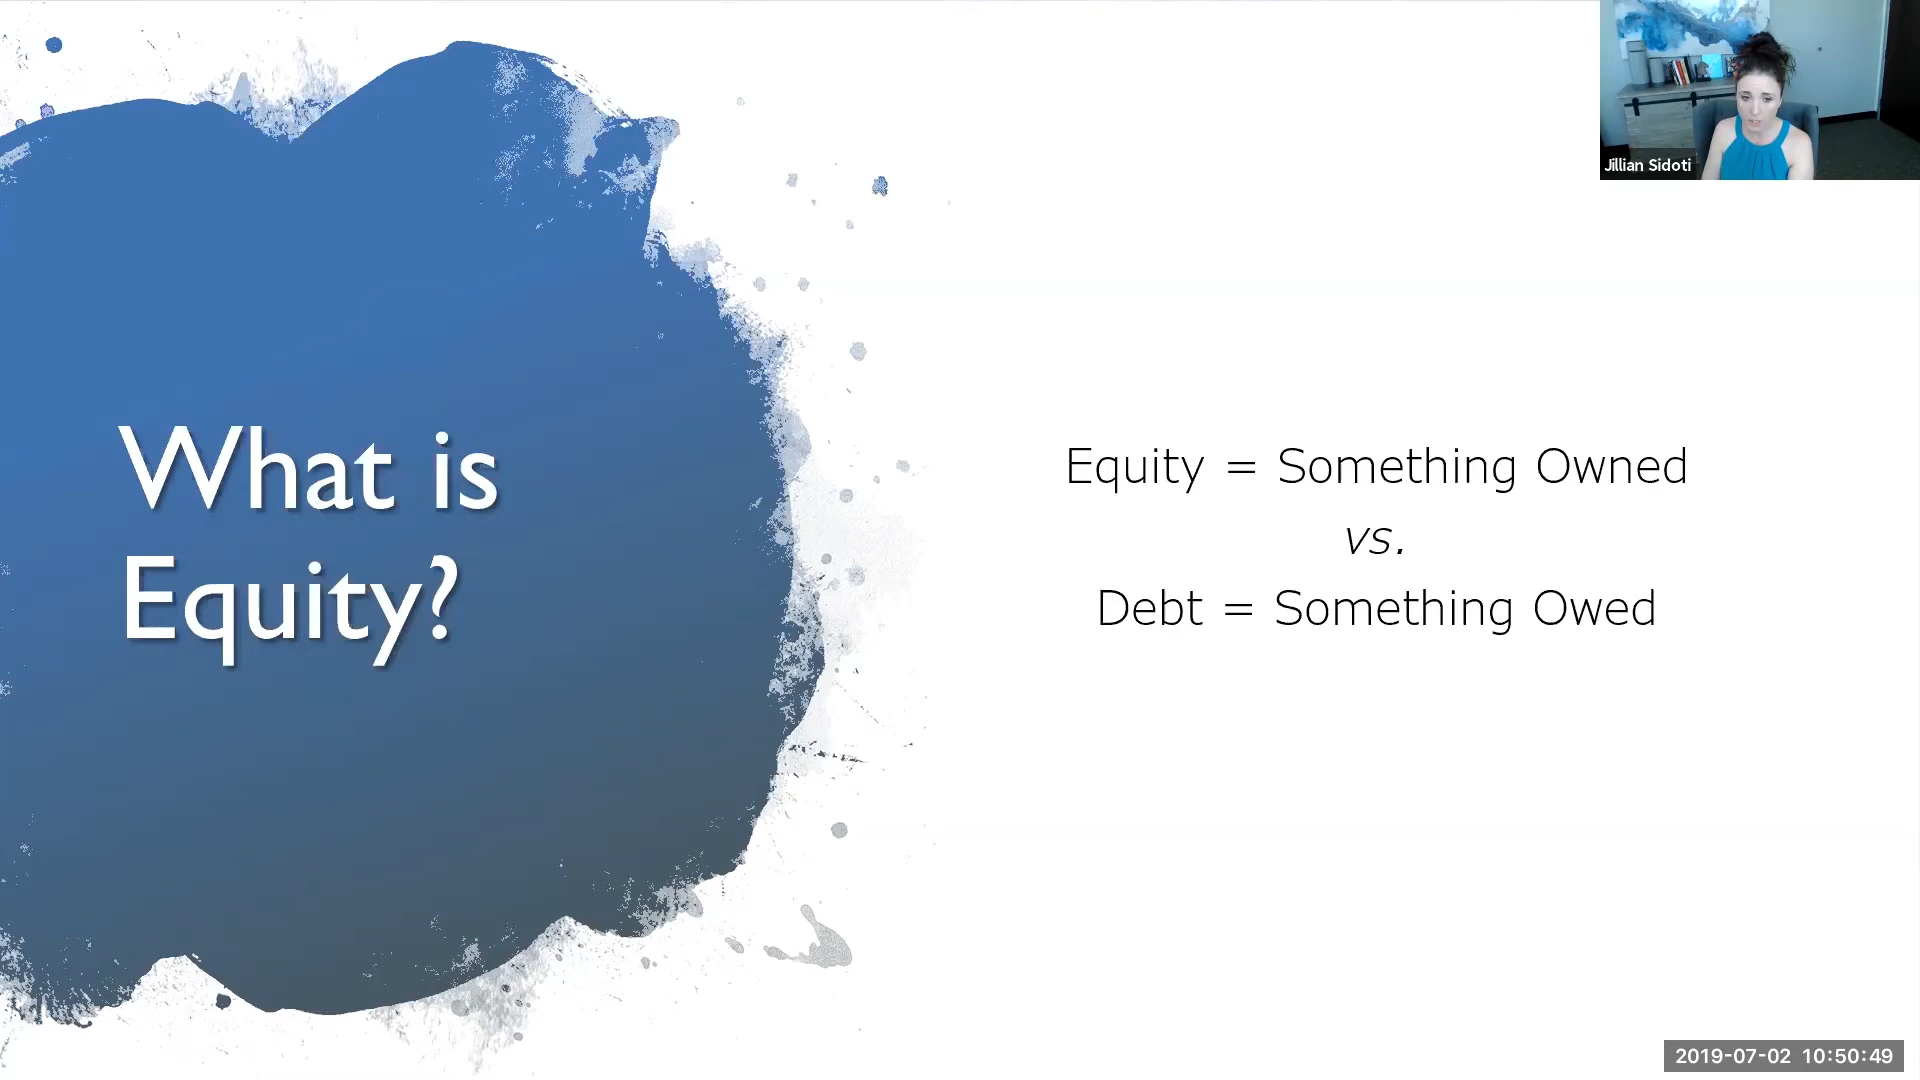 What is
Equity?
Equity = Something Owned
vs.
Debt = Something Owed
Jillian Sidoti
2019-07-02 10:50:49